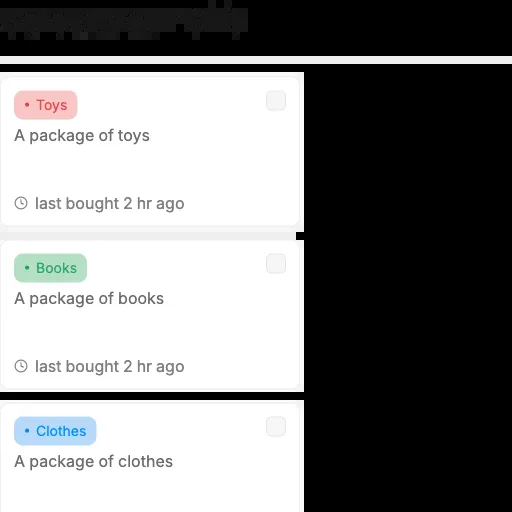 • Toys
A package of toys
last bought 2 hr ago
• Books
A package of books
last bought 2 hr ago
• Clothes
A package of clothes